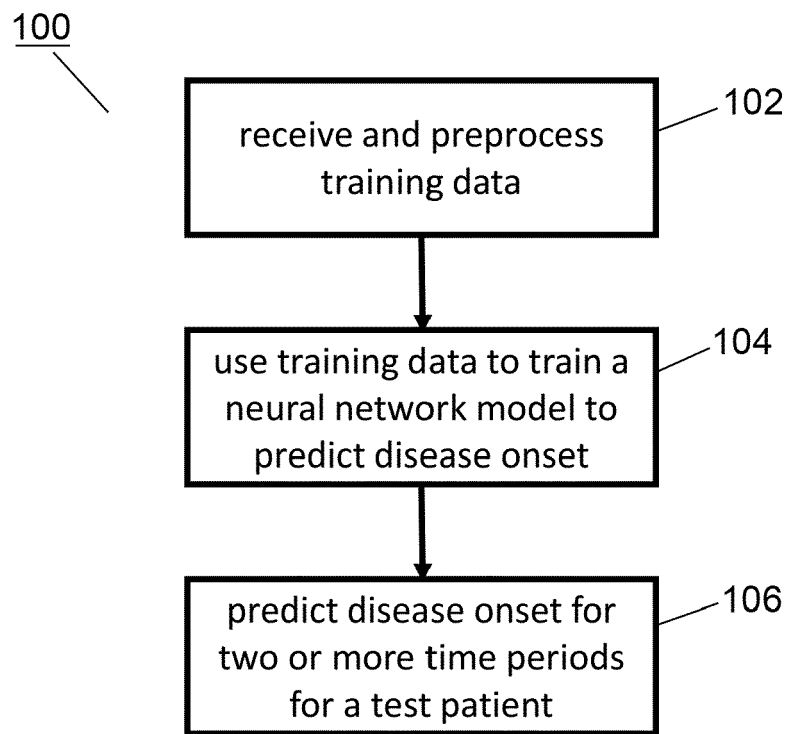 100
102
receive and preprocess
training data
104
use training data to train a
neural network model to
predict disease onset
106
predict disease onset for
two or more time periods
for a test patient